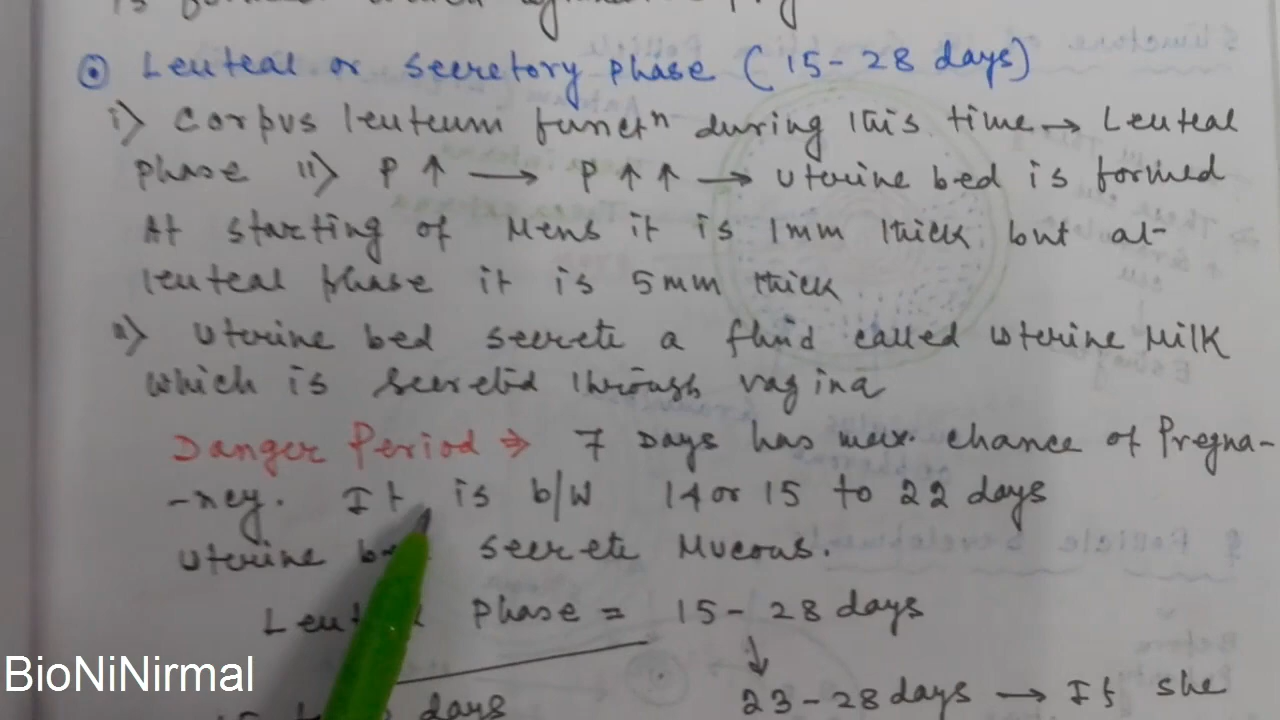 ⊙ Leuteal or secretory phase (15-28 days)
i) Corpus leuteum functn during this time → Leuteal
phase ii) P ↑ → P ↑ ↑ → uterine bed is formed
At starting of Mens it is 1mm thick but at
leuteal phase it is 5mm thick
uterine bed secrete a fluid called uterine Milk
which is secretid through vagina
Danger Period ⇒ 7 Days has max. chance of Pregna-
-ncy. It is b/w 14 or 15 to 22 days
uterine secrete Mucous.
Phase = 15-28 days
↓
23-28 days → If she
days
BioNiNirmal